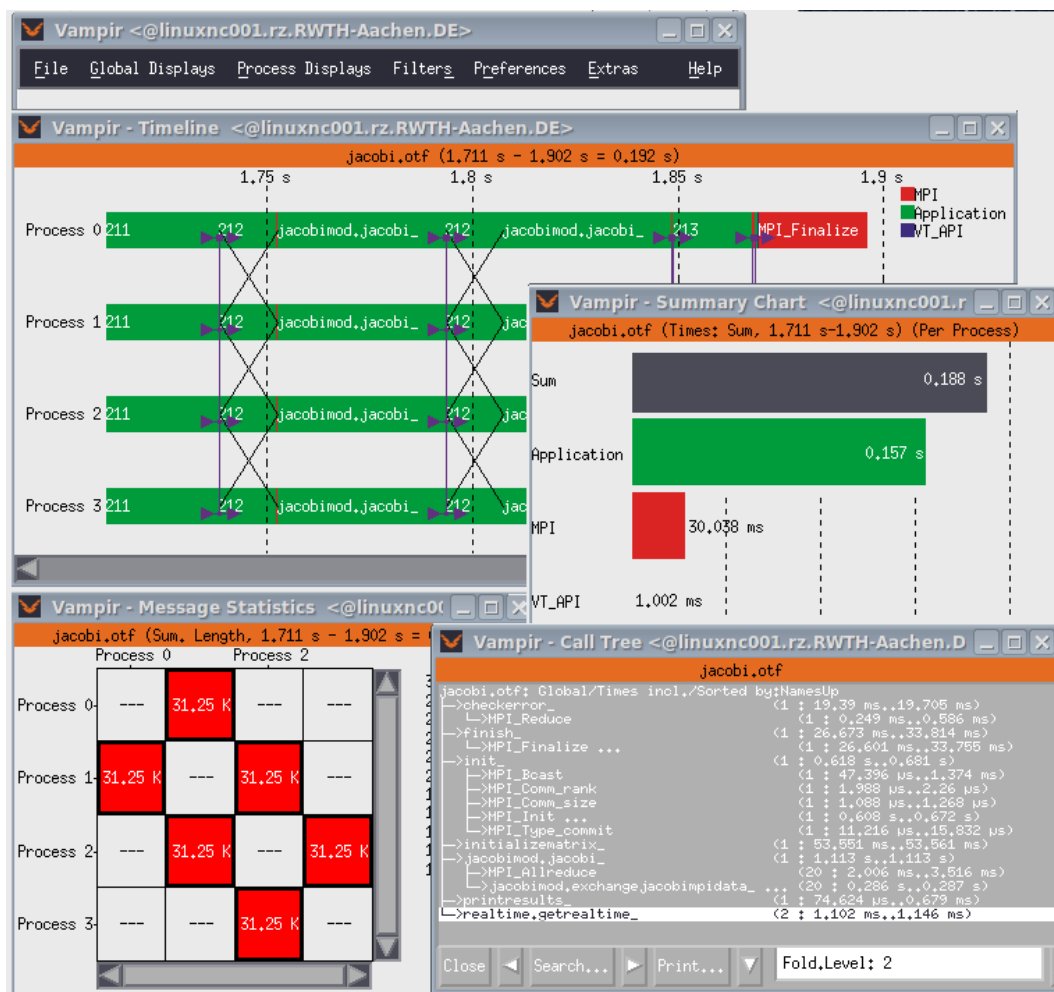 Vampir <@linuxnc001.rz.RWTH-Aachen.DE>
File Global Displays Process Displays Filters Preferences Extras Help
Vampir - Timeline <@linuxnc001.rz.RWTH-Aachen.DE>
jacobi.otf (1.711 s - 1.902 s = 0.192 s)
1.75 s 1.8 s 1.85 s 1.9 s
MPI
Application
VT_API
Process 0 211 212 jacobimod.jacobi_ 212 jacobimod.jacobi_ 213 MPI_Finalize
Process 1 211 212 jacobimod.jacobi_ 212 jac
Process 2 211 212 jacobimod.jacobi_ 212 jac
Process 3 211 212 jacobimod.jacobi_ 212 jac
Vampir - Summary Chart <@linuxnc001.r
jacobi.otf (Times: Sum, 1.711 s-1.902 s) (Per Process)
Sum 0.188 s
Application 0.157 s
MPI 30.038 ms
VT_API 1.002 ms
Vampir - Message Statistics <@linuxnc0
jacobi.otf (Sum. Length, 1.711 s - 1.902 s =
Process 0 Process 2
Process 0 --- 31.25 K --- ---
Process 1 31.25 K --- 31.25 K ---
Process 2 --- 31.25 K --- 31.25 K
Process 3 --- --- 31.25 K ---
Vampir - Call Tree <@linuxnc001.rz.RWTH-Aachen.D
jacobi.otf
jacobi.otf: Global/Times incl./Sorted by:NamesUp
->checkerror_ (1 : 19.39 ms..19.705 ms)
->MPI_Reduce (1 : 0.249 ms..0.586 ms)
->finish_ (1 : 26.673 ms..33.814 ms)
->MPI_Finalize ... (1 : 26.601 ms..33.755 ms)
->init_ (1 : 0.618 s..0.681 s)
->MPI_Bcast (1 : 47.396 µs..1.374 ms)
->MPI_Comm_rank (1 : 1.988 µs..2.26 µs)
->MPI_Comm_size (1 : 1.088 µs..1.268 µs)
->MPI_Init ... (1 : 0.608 s..0.672 s)
->MPI_Type_commit (1 : 11.216 µs..15.832 µs)
->initializematrix_ (1 : 53.551 ms..53.561 ms)
->jacobimod.jacobi_ (1 : 1.113 s..1.113 s)
->MPI_Allreduce (20 : 2.006 ms..3.516 ms)
->jacobimod.exchangejacobimpidata_ ... (20 : 0.286 s..0.287 s)
->printresults_ (1 : 74.624 µs..0.679 ms)
->realtime.getrealtime_ (2 : 1.102 ms..1.146 ms)
Close Search... Print... Fold.Level: 2